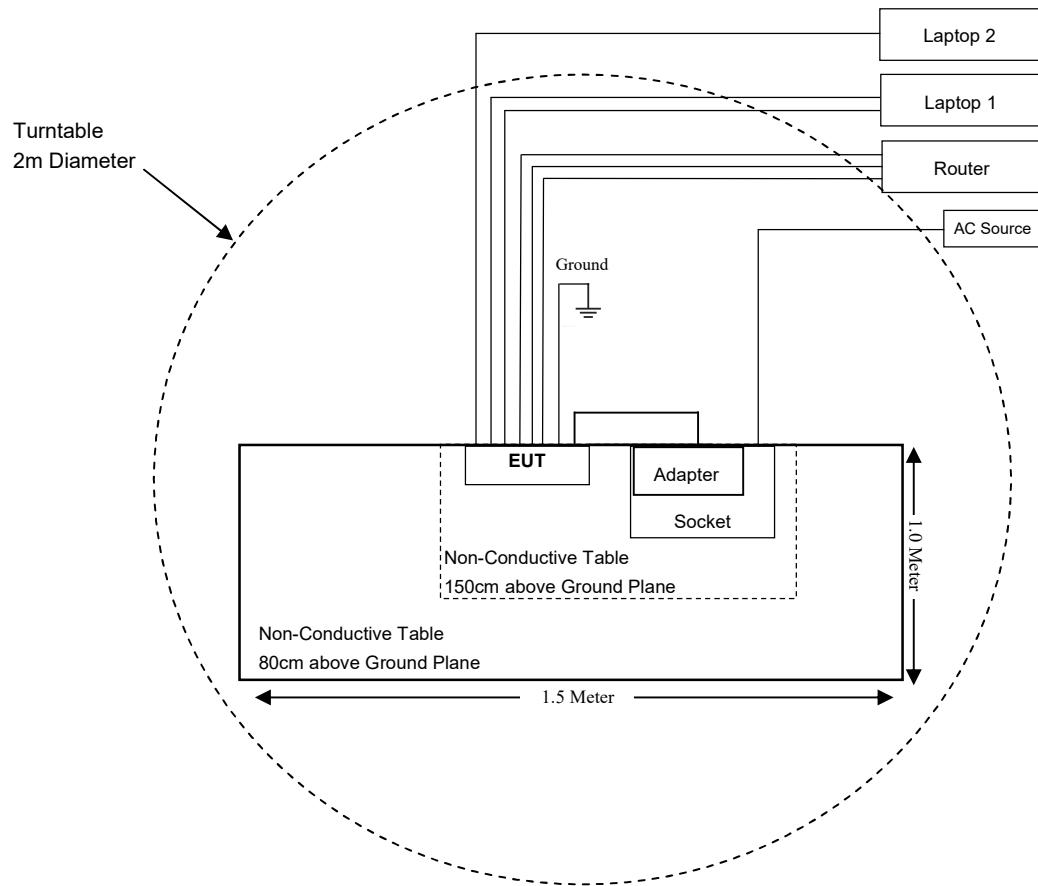 Laptop 2
Laptop 1
Turntable
2m Diameter
Router
AC Source
Ground
EUT
Adapter
Socket
1.0 Meter
Non-Conductive Table
150cm above Ground Plane
Non-Conductive Table
80cm above Ground Plane
1.5 Meter